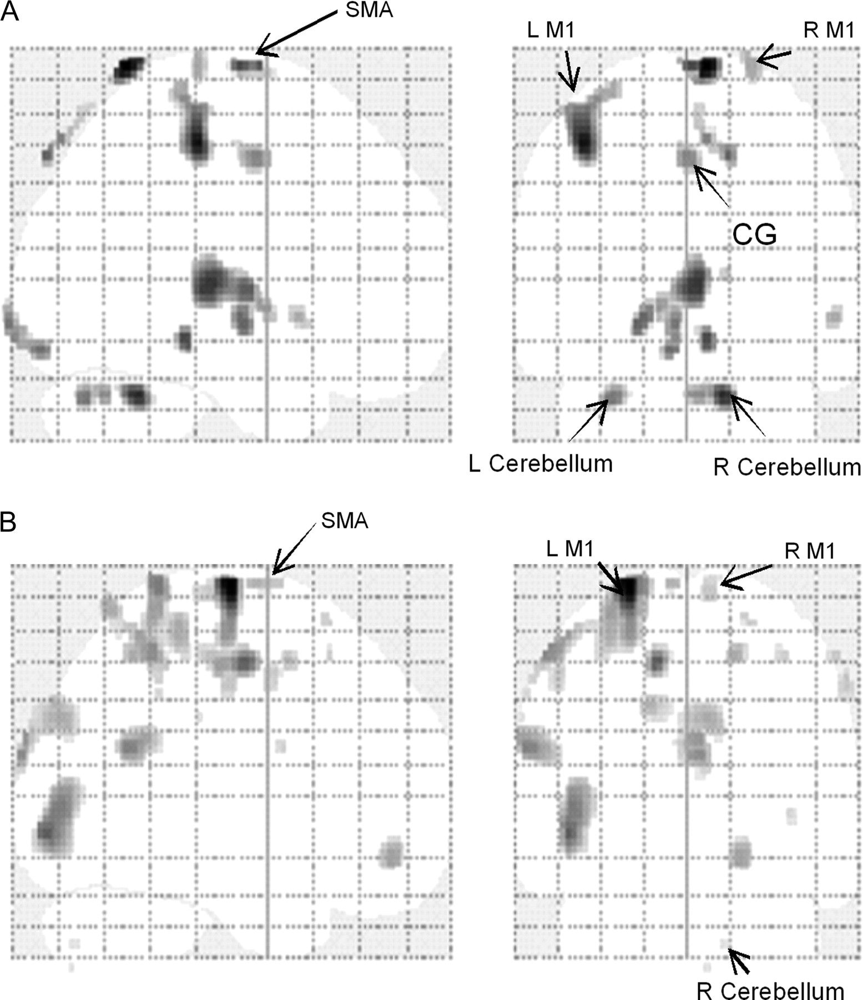 A
SMA
L M1
R M1
CG
L Cerebellum
R Cerebellum
B
SMA
L M1
R M1
R Cerebellum